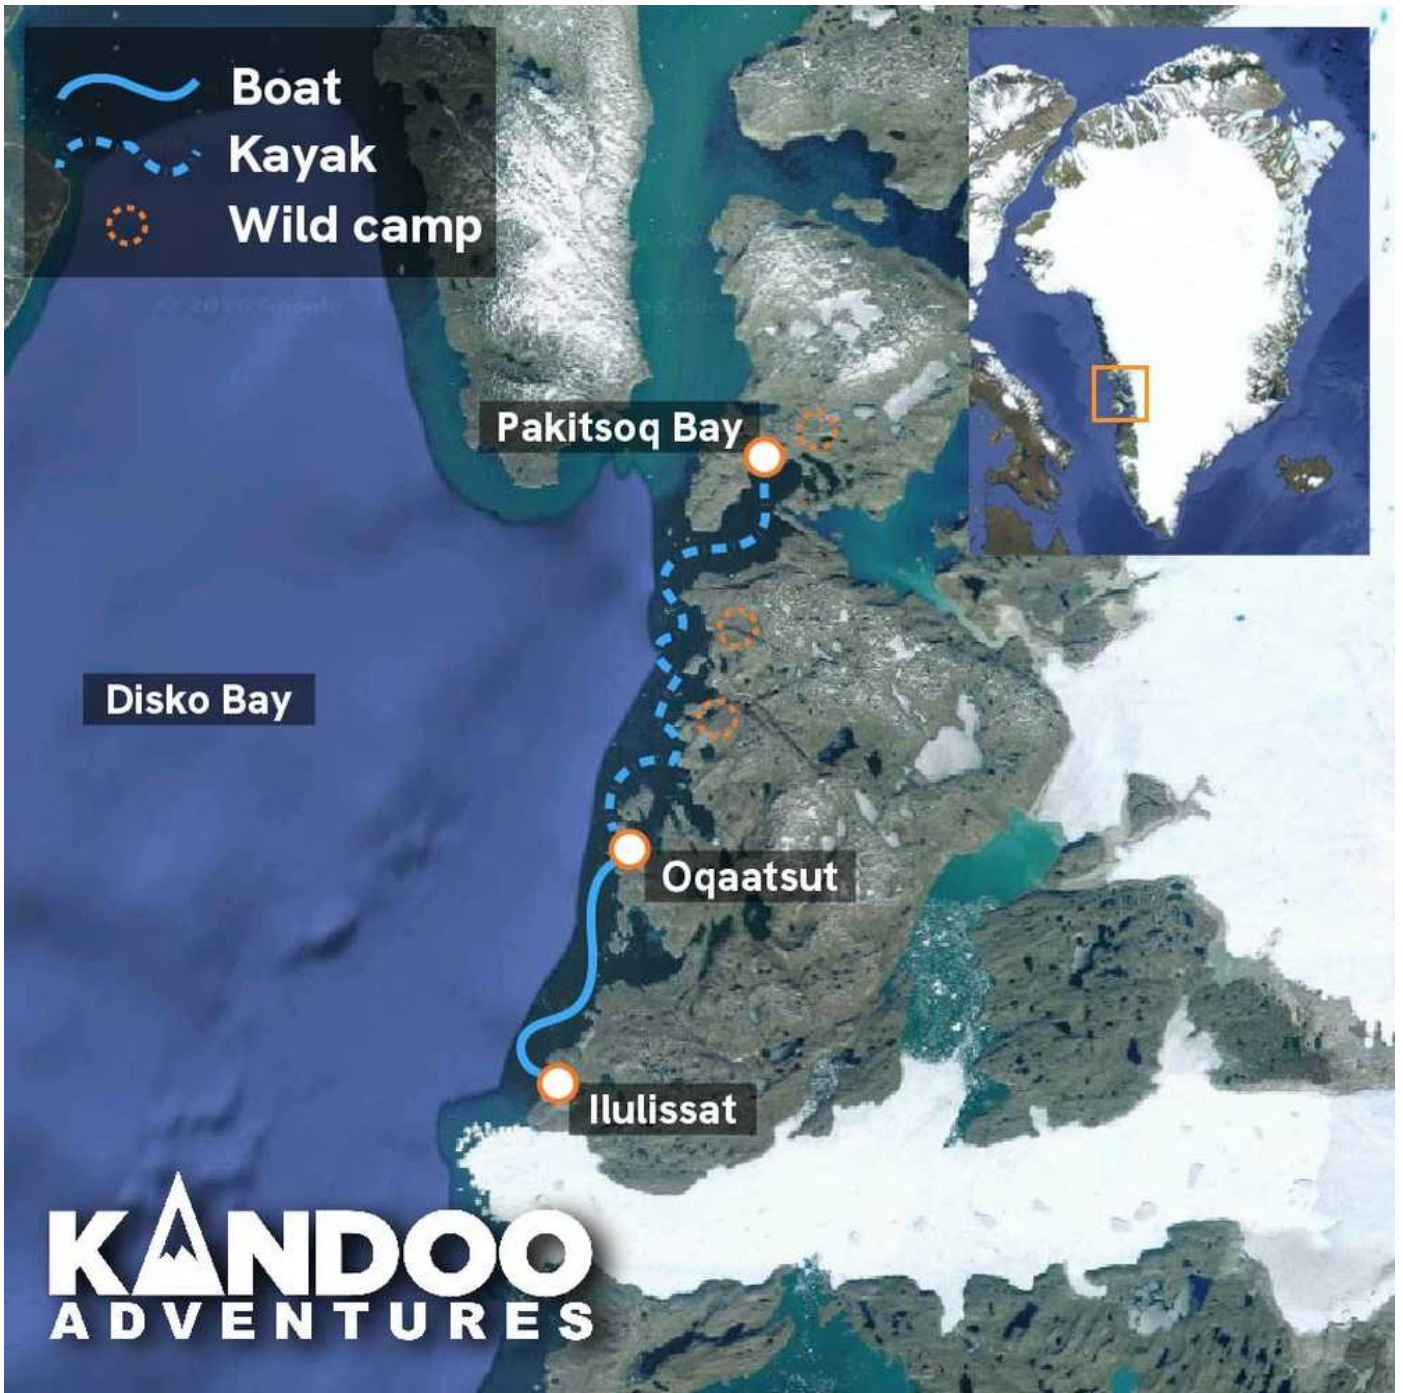 Boat
Kayak
Wild camp
Pakitsoq Bay
Disko Bay
Oqaatsut
Ilulissat
KANDOO
ADVENTURES